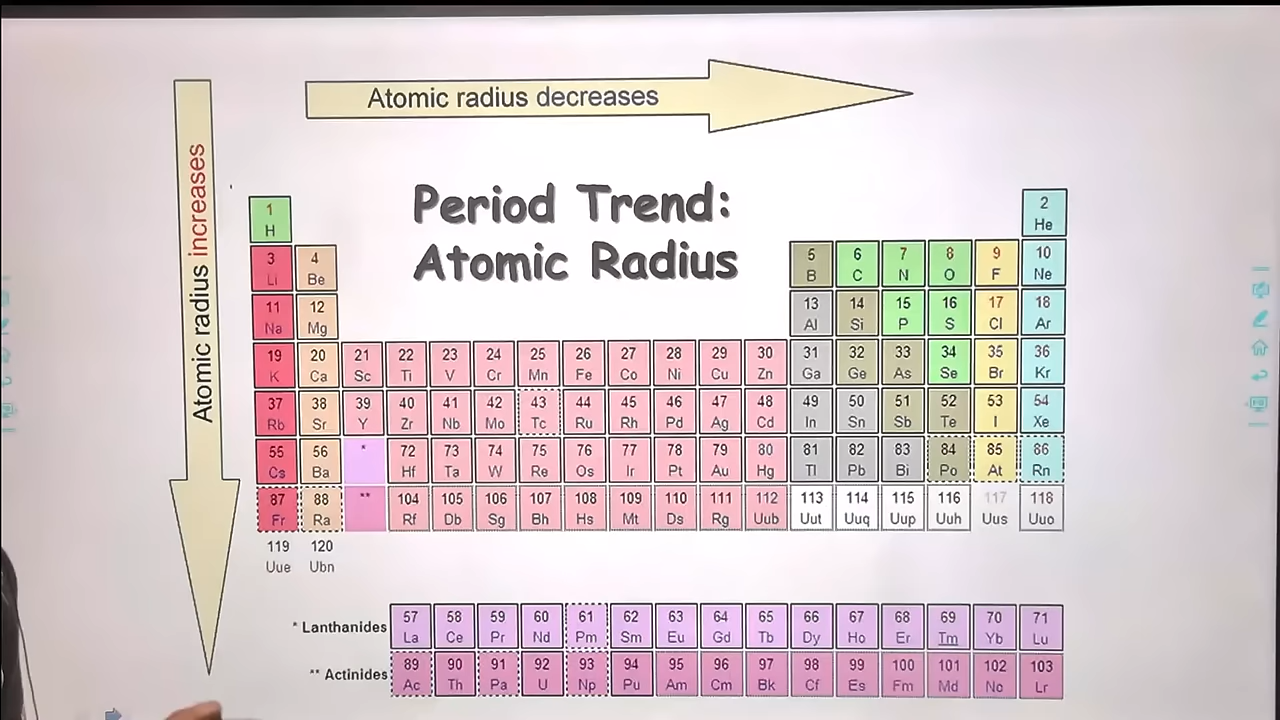 Atomic radius decreases
Atomic radius increases
Period Trend:
Atomic Radius
1 2
H He
3 4 5 6 7 8 9 10
Li Be B C N O F Ne
11 12 13 14 15 16 17 18
Na Mg Al Si P S Cl Ar
19 20 21 22 23 24 25 26 27 28 29 30 31 32 33 34 35 36
K Ca Sc Ti V Cr Mn Fe Co Ni Cu Zn Ga Ge As Se Br Kr
37 38 39 40 41 42 43 44 45 46 47 48 49 50 51 52 53 54
Rb Sr Y Zr Nb Mo Tc Ru Rh Pd Ag Cd In Sn Sb Te I Xe
55 56 * 72 73 74 75 76 77 78 79 80 81 82 83 84 85 86
Cs Ba Hf Ta W Re Os Ir Pt Au Hg Tl Pb Bi Po At Rn
87 88 ** 104 105 106 107 108 109 110 111 112 113 114 115 116 117 118
Fr Ra Rf Db Sg Bh Hs Mt Ds Rg Uub Uut Uuq Uup Uuh Uus Uuo
119 120
Uue Ubn
* Lanthanides
57 58 59 60 61 62 63 64 65 66 67 68 69 70 71
La Ce Pr Nd Pm Sm Eu Gd Tb Dy Ho Er Tm Yb Lu
** Actinides
89 90 91 92 93 94 95 96 97 98 99 100 101 102 103
Ac Th Pa U Np Pu Am Cm Bk Cf Es Fm Md No Lr